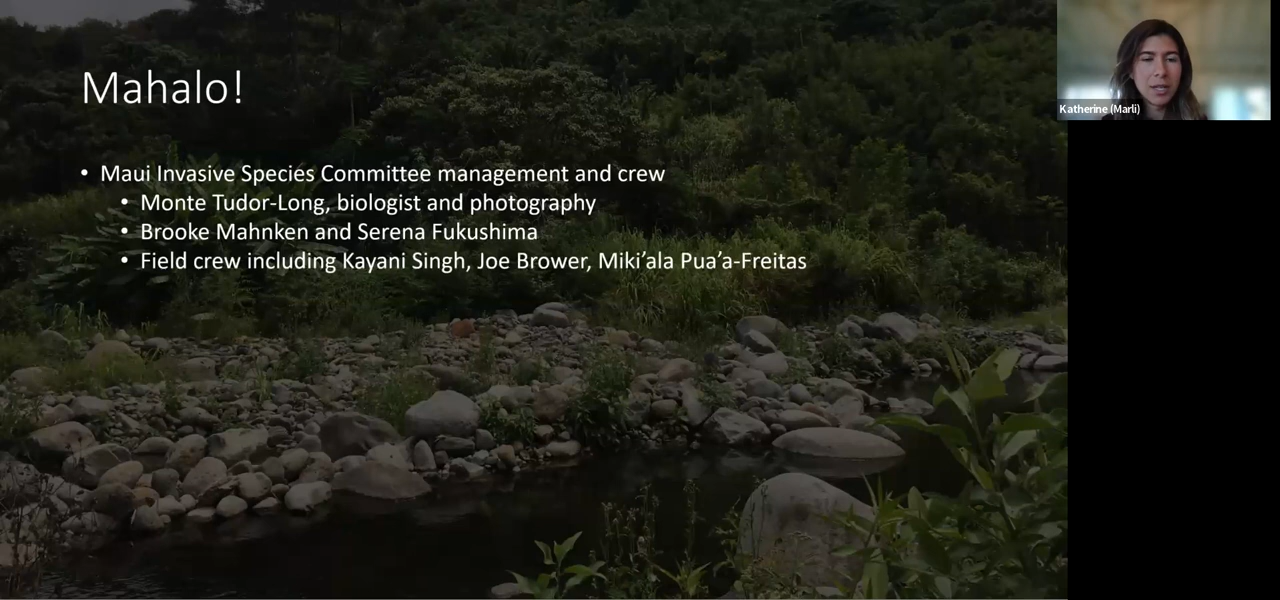 Mahalo!
• Maui Invasive Species Committee management and crew
• Monte Tudor-Long, biologist and photography
• Brooke Mahnken and Serena Fukushima
• Field crew including Kayani Singh, Joe Brower, Miki’ala Pua’a-Freitas
Katherine (Marli)